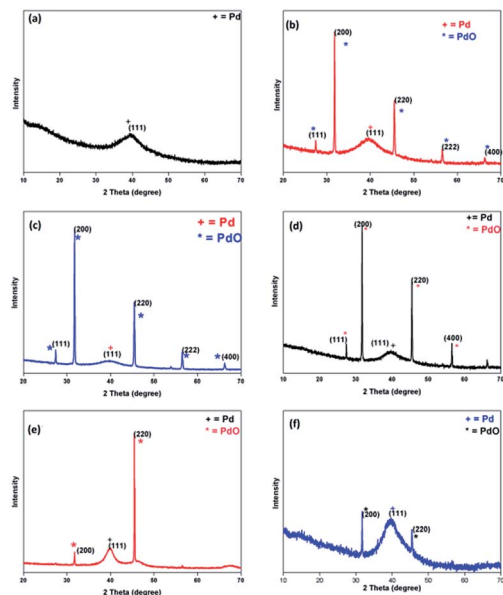 (a)
+ = Pd
+
(111)
Intensity
10 20 30 40 50 60 70
2 Theta (degree)
(b)
+ = Pd
* = PdO
(200)
*
(220)
*
+
(111)
*
(111)
*
(222)
*
(400)
Intensity
20 30 40 50 60 70
2 Theta (degree)
(c)
+ = Pd
* = PdO
(200)
*
(220)
*
* (111)
+
(111)
(222)
*
* (400)
Intensity
20 30 40 50 60 70
2 Theta (degree)
(d)
+ = Pd
* = PdO
(200)
*
(220)
*
(111) *
(111) +
(400)
*
Intensity
10 20 30 40 50 60 70
2 Theta (degree)
(e)
+ = Pd
* = PdO
(220)
*
*
(200)
+
(111)
Intensity
20 30 40 50 60 70
2 Theta (degree)
(f)
+ = Pd
* = PdO
*
(200)
+
(111)
(220)
*
Intensity
10 20 30 40 50 60 70
2 Theta (degree)